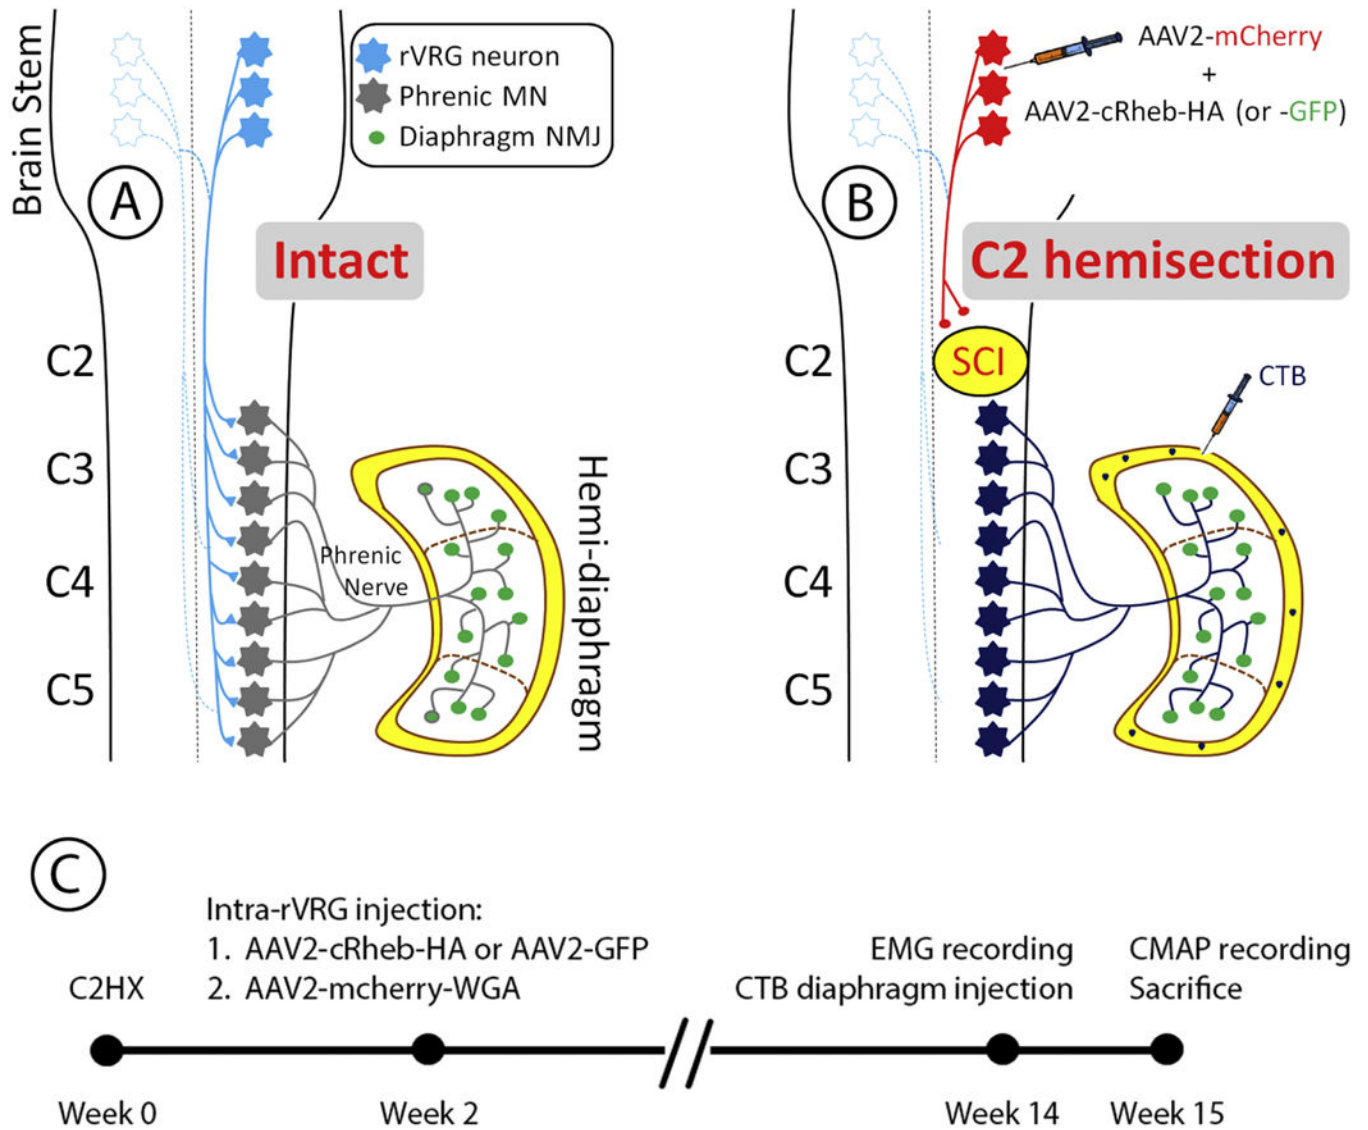 Brain Stem
rVRG neuron
Phrenic MN
Diaphragm NMJ
A
Intact
C2
C3
C4
C5
Phrenic
Nerve
Hemi-diaphragm
AAV2-mCherry
+
AAV2-cRheb-HA (or -GFP)
B
C2 hemisection
C2
SCI
CTB
C3
C4
C5
C
Intra-rVRG injection:
1. AAV2-cRheb-HA or AAV2-GFP
2. AAV2-mcherry-WGA
C2HX
EMG recording
CTB diaphragm injection
CMAP recording
Sacrifice
Week 0
Week 2
Week 14
Week 15